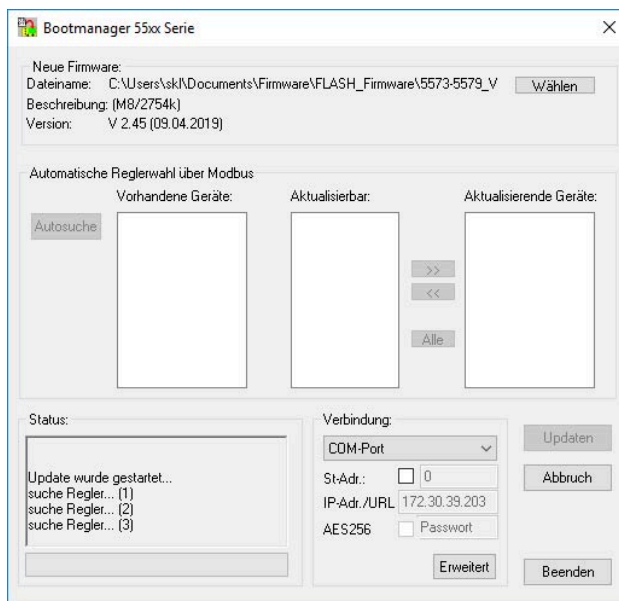 Bootmanager 55xx Serie
Neue Firmware:
Dateiname: C:\Users\skl\Documents\Firmware\FLASH_Firmware\5573-5579_V
Wählen
Beschreibung: (M8/2754k)
Version: V 2.45 (09.04.2019)
Automatische Reglerwahl über Modbus
Vorhandene Geräte: Aktualisierbar: Aktualisierende Geräte:
Autosuche
>>
<<
Alle
Status:
Update wurde gestartet...
suche Regler... (1)
suche Regler... (2)
suche Regler... (3)
Verbindung:
COM-Port
St-Adr.: 0
IP-Adr./URL 172.30.39.203
AES256 Passwort
Erweitert
Updaten
Abbruch
Beenden